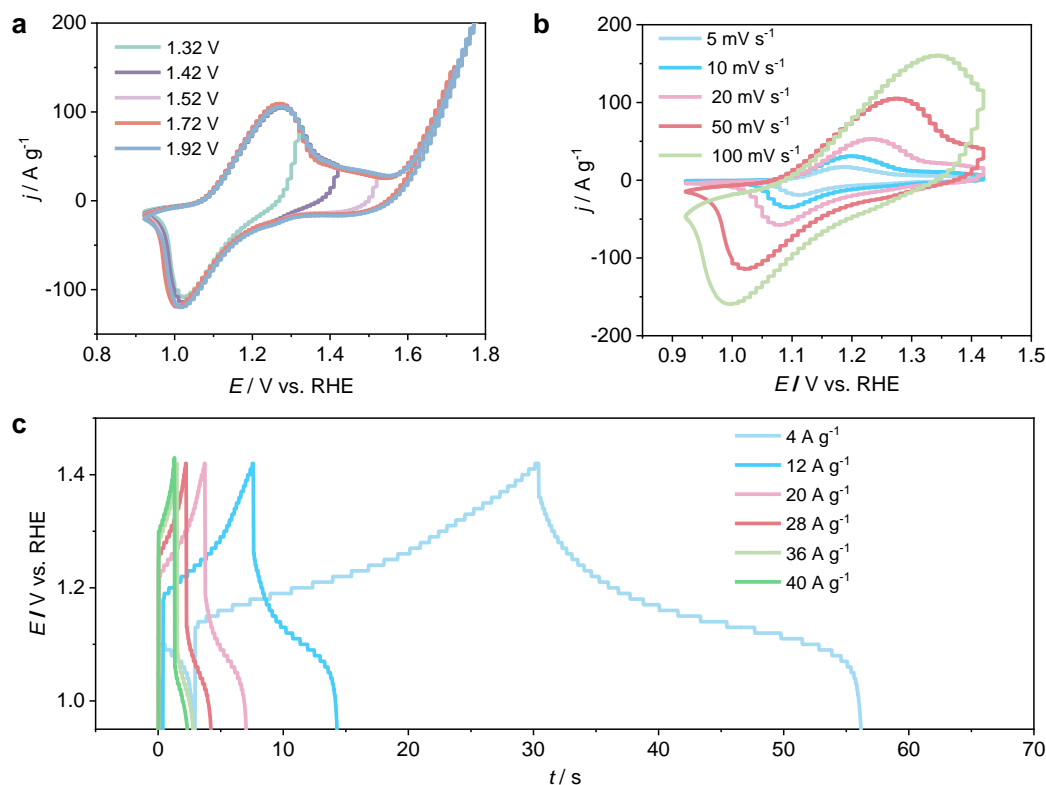 a
200
100
0
-100
j / A g⁻¹
1.32 V
1.42 V
1.52 V
1.72 V
1.92 V
0.8 1.0 1.2 1.4 1.6 1.8
E / V vs. RHE
b
200
100
0
-100
-200
j / A g⁻¹
5 mV s⁻¹
10 mV s⁻¹
20 mV s⁻¹
50 mV s⁻¹
100 mV s⁻¹
0.9 1.0 1.1 1.2 1.3 1.4 1.5
E / V vs. RHE
c
1.4
1.2
1.0
E / V vs. RHE
4 A g⁻¹
12 A g⁻¹
20 A g⁻¹
28 A g⁻¹
36 A g⁻¹
40 A g⁻¹
0 10 20 30 40 50 60 70
t / s